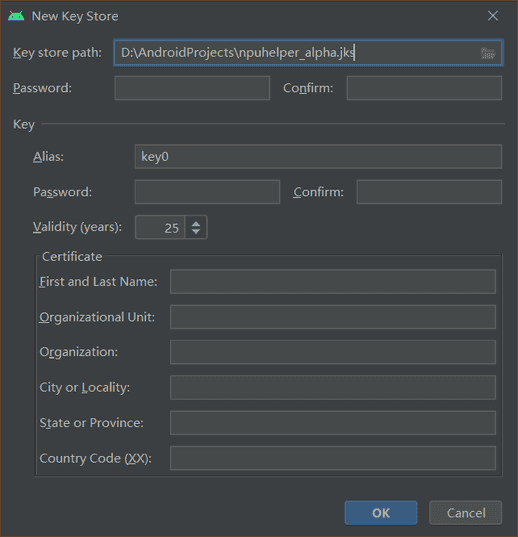 New Key Store
Key store path: D:\AndroidProjects\npuhelper_alpha.jks
Password: Confirm:
Key
Alias: key0
Password: Confirm:
Validity (years): 25
Certificate
First and Last Name:
Organizational Unit:
Organization:
City or Locality:
State or Province:
Country Code (XX):
OK Cancel